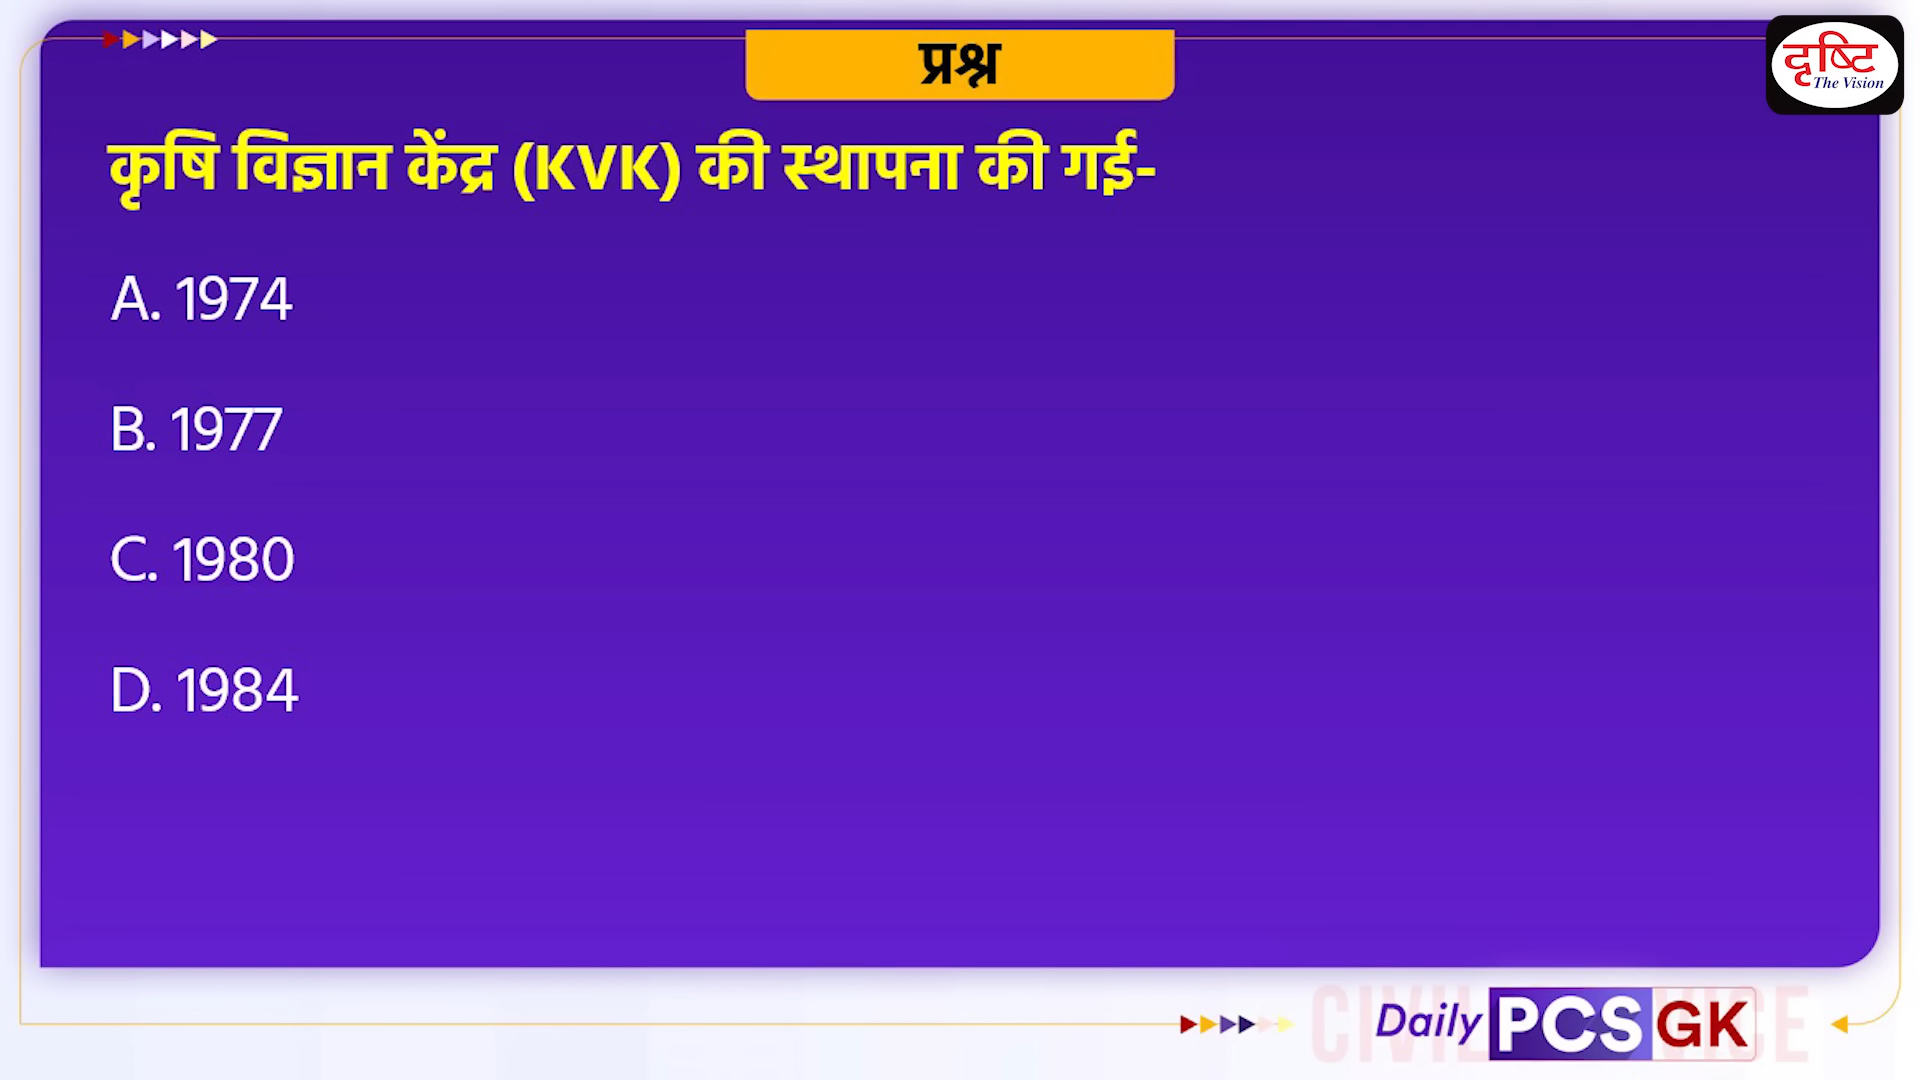 प्रश्न
दृष्टि
The Vision
कृषि विज्ञान केंद्र (KVK) की स्थापना की गई-
A. 1974
B. 1977
C. 1980
D. 1984
Daily PCS GK